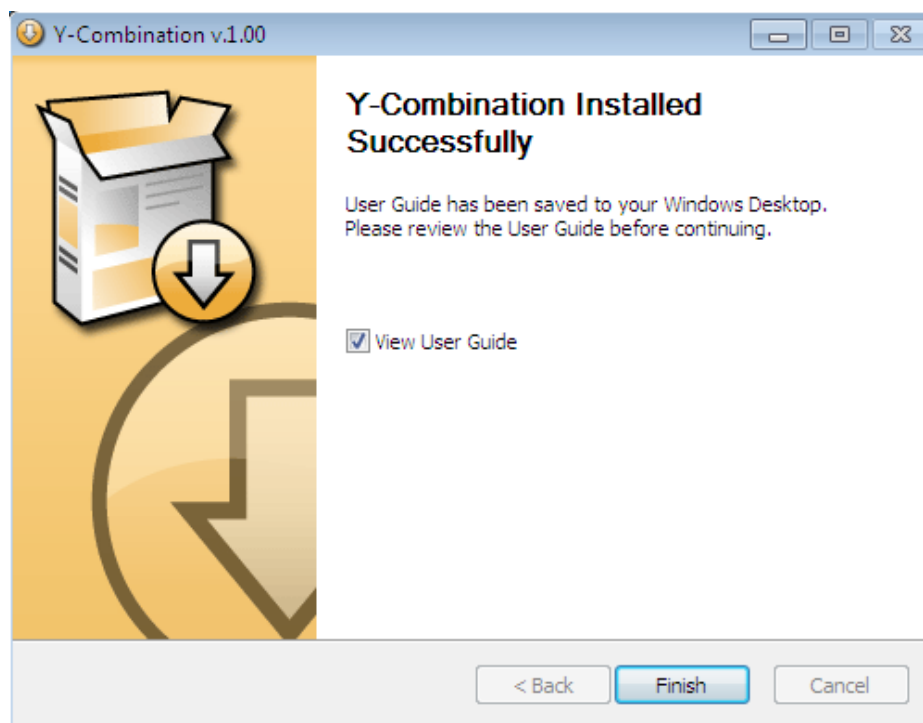 Y-Combination v.1.00
Y-Combination Installed
Successfully
User Guide has been saved to your Windows Desktop.
Please review the User Guide before continuing.
View User Guide
< Back
Finish
Cancel